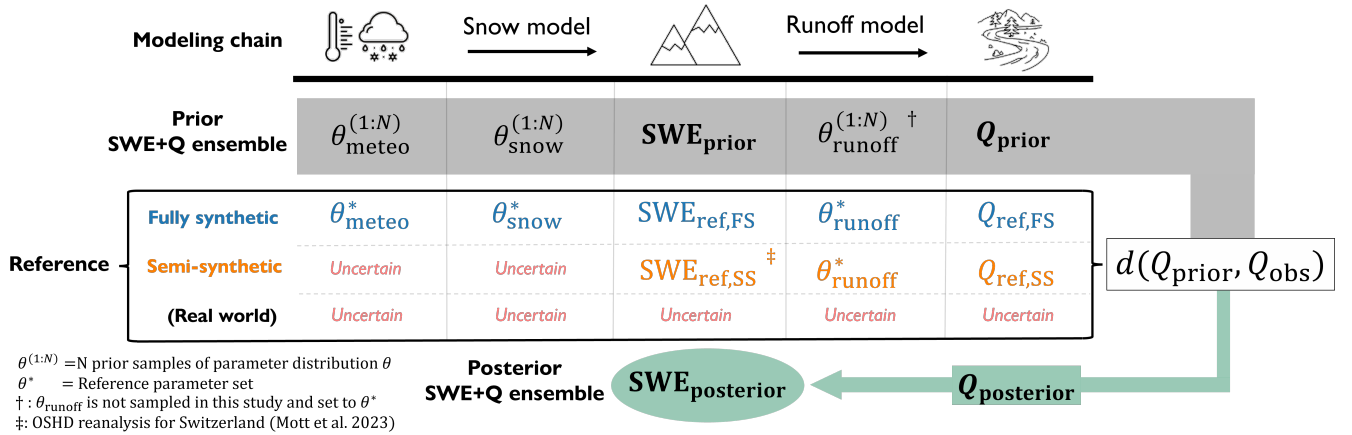 Modeling chain
Snow model
Runoff model
Prior
SWE+Q ensemble
θ_meteo^(1:N) θ_snow^(1:N) SWE_prior θ_runoff^(1:N) † Q_prior
Reference
Fully synthetic θ*_meteo θ*_snow SWE_ref,FS θ*_runoff Q_ref,FS
Semi-synthetic Uncertain Uncertain SWE_ref,SS ‡ θ*_runoff Q_ref,SS
(Real world) Uncertain Uncertain Uncertain Uncertain Uncertain
d(Q_prior, Q_obs)
Posterior
SWE+Q ensemble
SWE_posterior
Q_posterior
θ^(1:N) =N prior samples of parameter distribution θ
θ* = Reference parameter set
† : θ_runoff is not sampled in this study and set to θ*
‡: OSHD reanalysis for Switzerland (Mott et al. 2023)